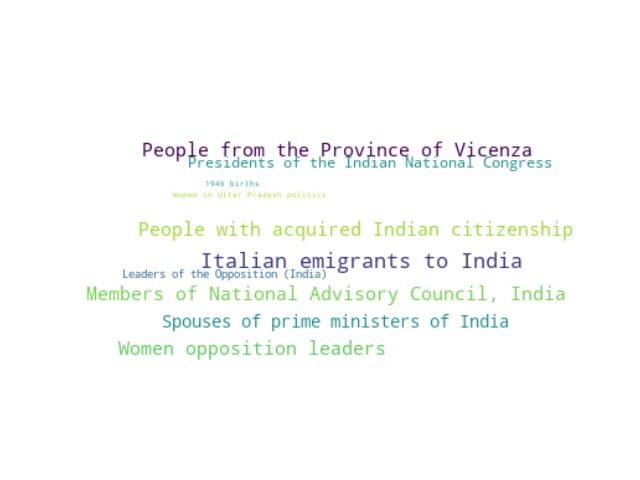 People from the Province of Vicenza
Presidents of the Indian National Congress
1946 births
Women in Uttar Pradesh politics
People with acquired Indian citizenship
Italian emigrants to India
Leaders of the Opposition (India)
Members of National Advisory Council, India
Spouses of prime ministers of India
Women opposition leaders